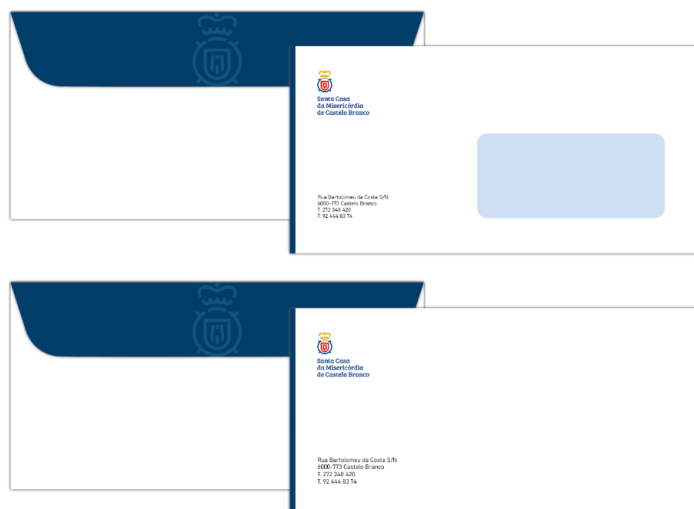 Santa Casa
da Misericórdia
de Castelo Branco
Rua Bartolomeu da Costa S/N
6000-773 Castelo Branco
T. 272 348 420
T. 92 444 83 74
Santa Casa
da Misericórdia
de Castelo Branco
Rua Bartolomeu da Costa S/N
6000-773 Castelo Branco
T. 272 348 420
T. 92 444 83 74